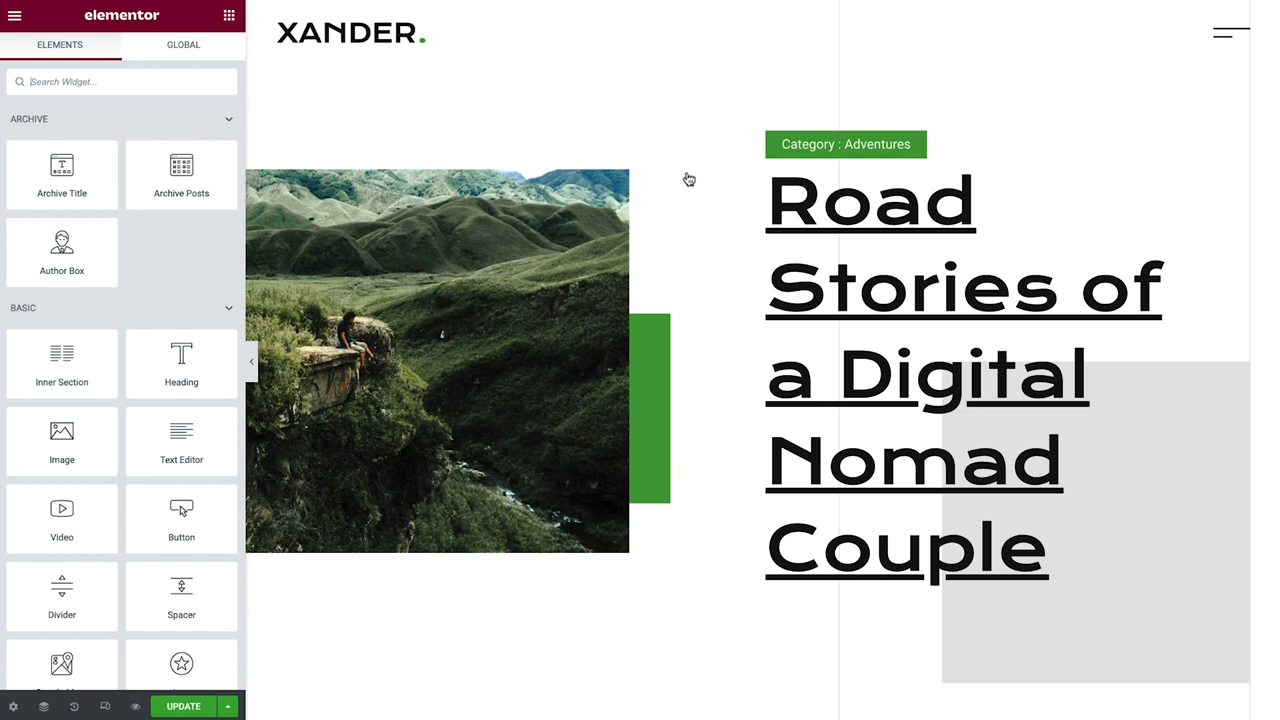 elementor
ELEMENTS
GLOBAL
Search Widget...
ARCHIVE
Archive Title
Archive Posts
Author Box
BASIC
Inner Section
Heading
Image
Text Editor
Video
Button
Divider
Spacer
UPDATE
XANDER.
Category : Adventures
Road
Stories of
a Digital
Nomad
Couple